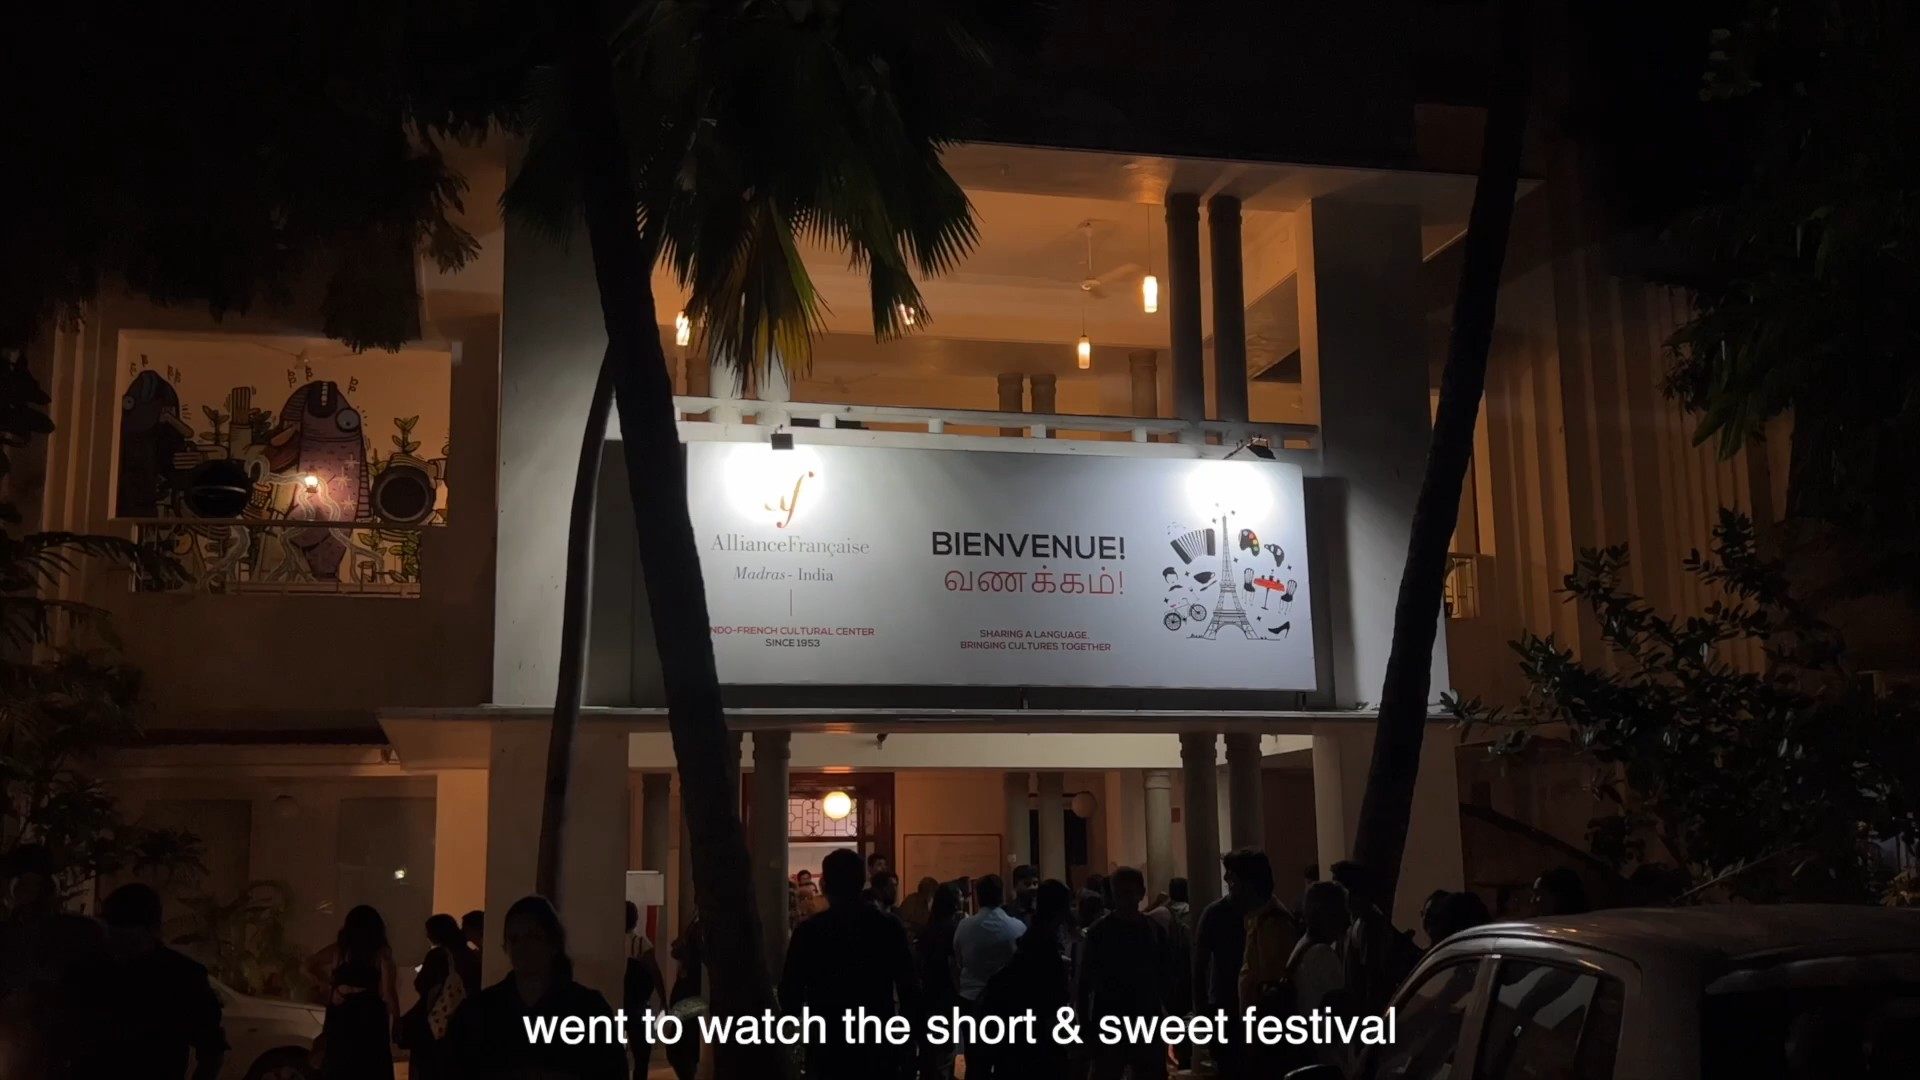 AllianceFrançaise
Madras - India
NDO-FRENCH CULTURAL CENTER
SINCE 1953
BIENVENUE!
வணக்கம்!
SHARING A LANGUAGE,
BRINGING CULTURES TOGETHER
went to watch the short & sweet festival